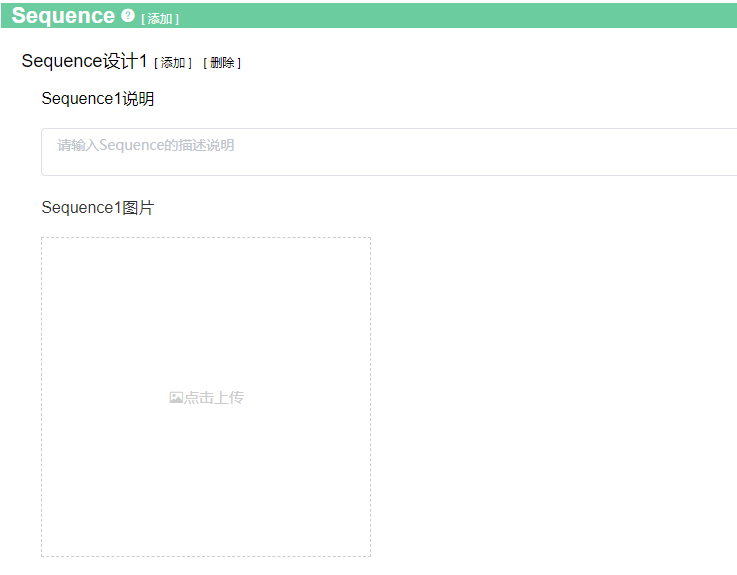 Sequence ? [ 添加 ]
Sequence设计1 [ 添加 ] [ 删除 ]
Sequence1说明
请输入Sequence的描述说明
Sequence1图片
点击上传